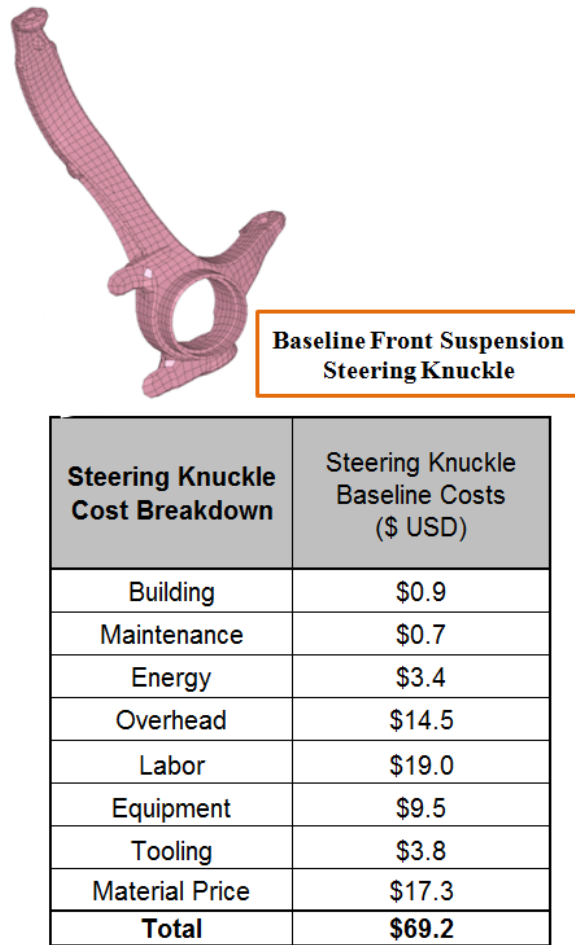 Baseline Front Suspension
Steering Knuckle
Steering Knuckle
Cost Breakdown
Steering Knuckle
Baseline Costs
($ USD)
Building $0.9
Maintenance $0.7
Energy $3.4
Overhead $14.5
Labor $19.0
Equipment $9.5
Tooling $3.8
Material Price $17.3
Total $69.2